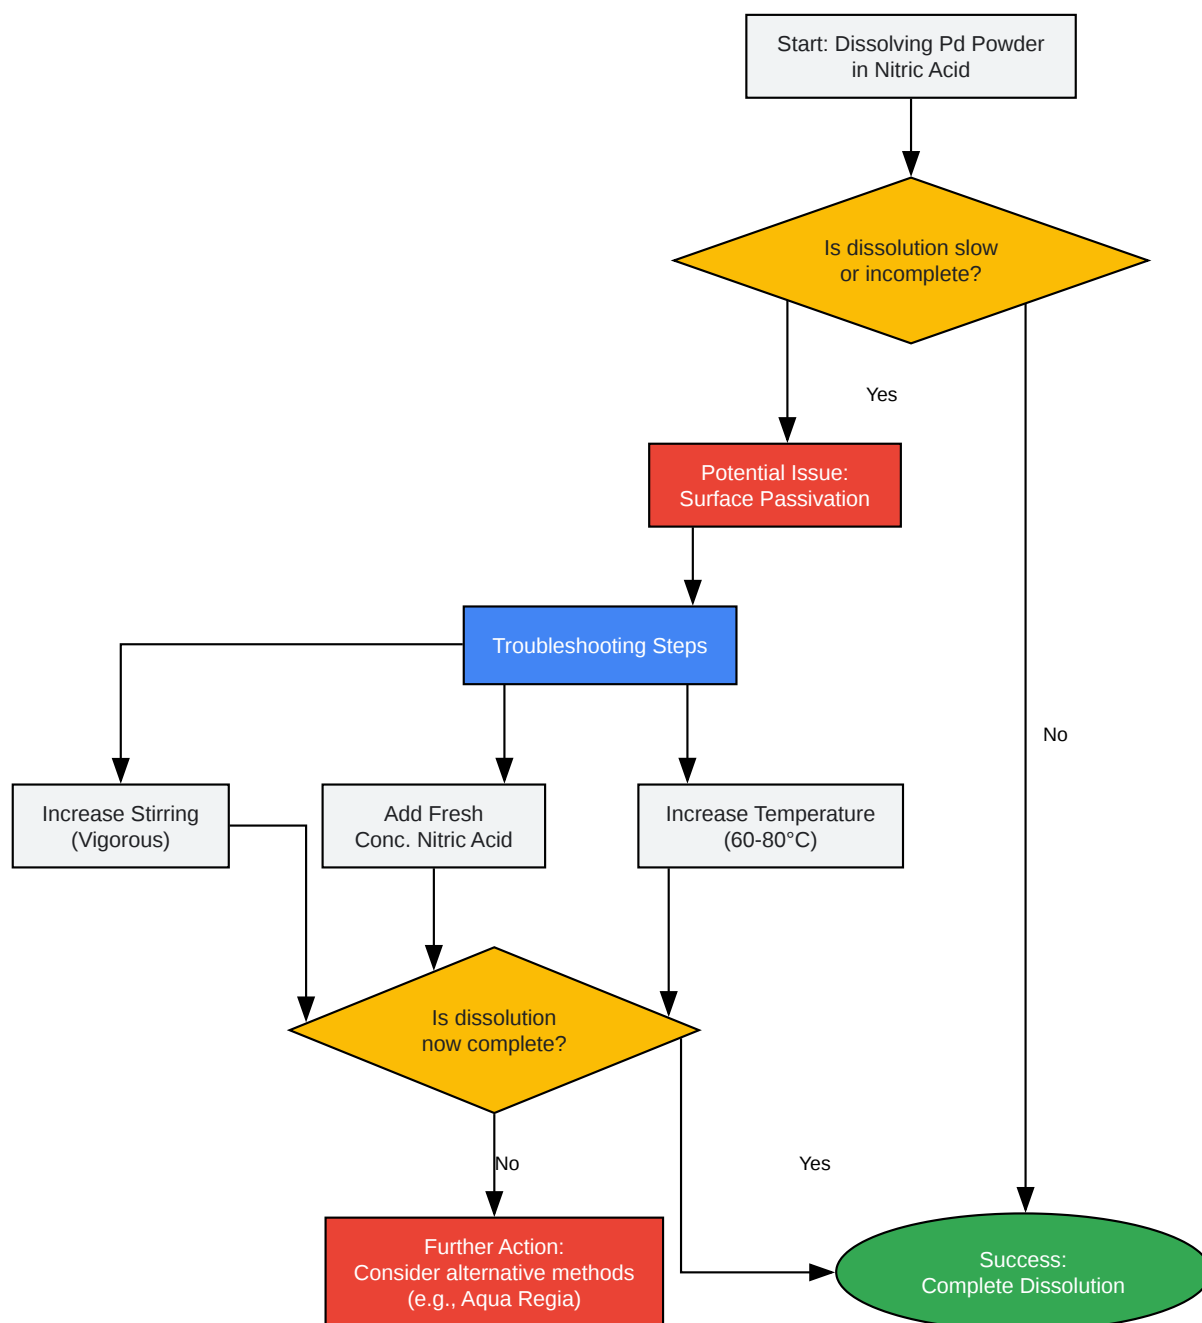 Start: Dissolving Pd Powder
in Nitric Acid
Is dissolution slow
or incomplete?
Yes
Potential Issue:
Surface Passivation
Troubleshooting Steps
No
Increase Stirring
(Vigorous)
Add Fresh
Conc. Nitric Acid
Increase Temperature
(60-80°C)
Is dissolution
now complete?
No
Yes
Further Action:
Consider alternative methods
(e.g., Aqua Regia)
Success:
Complete Dissolution